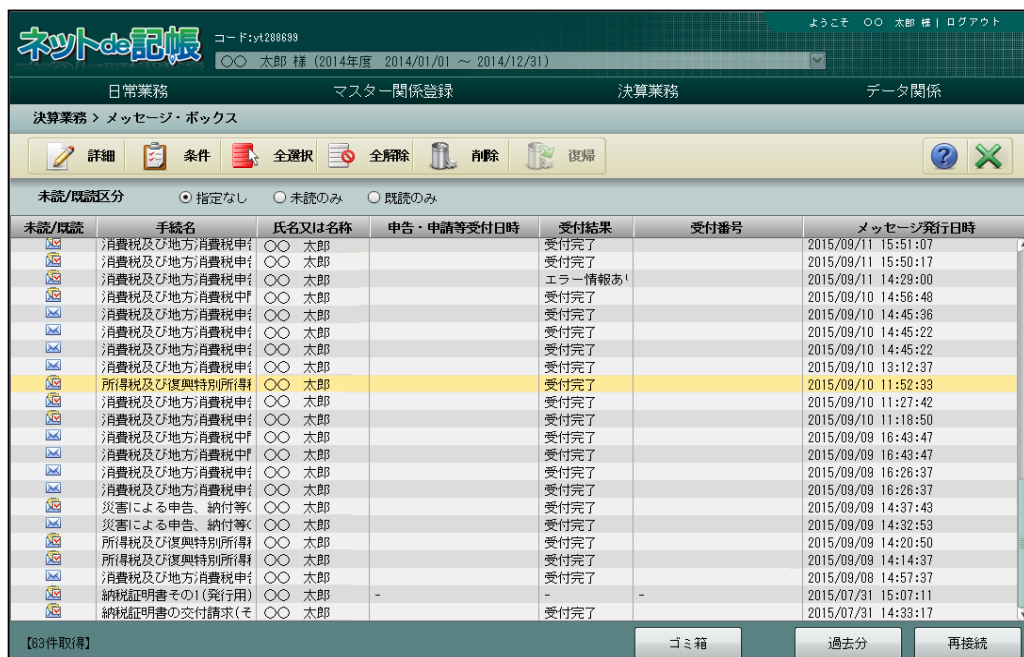 ようこそ ○○ 太郎 様 | ログアウト
ネットde記帳 コード:yt288699
○○ 太郎 様 (2014年度 2014/01/01 ～ 2014/12/31)
日常業務 マスター関係登録 決算業務 データ関係
決算業務 > メッセージ・ボックス
詳細 条件 全選択 全解除 削除 復帰 ?
未読/既読区分 指定なし 未読のみ 既読のみ
未読/既読 手続名 氏名又は名称 申告・申請等受付日時 受付結果 受付番号 メッセージ発行日時
消費税及び地方消費税申告 ○○ 太郎 受付完了 2015/09/11 15:51:07
消費税及び地方消費税申告 ○○ 太郎 受付完了 2015/09/11 15:50:17
消費税及び地方消費税申告 ○○ 太郎 エラー情報あり 2015/09/11 14:29:00
消費税及び地方消費税中間 ○○ 太郎 受付完了 2015/09/10 14:56:48
消費税及び地方消費税申告 ○○ 太郎 受付完了 2015/09/10 14:45:36
消費税及び地方消費税申告 ○○ 太郎 受付完了 2015/09/10 14:45:22
消費税及び地方消費税申告 ○○ 太郎 受付完了 2015/09/10 14:45:22
消費税及び地方消費税申告 ○○ 太郎 受付完了 2015/09/10 13:12:37
所得税及び復興特別所得税 ○○ 太郎 受付完了 2015/09/10 11:52:33
消費税及び地方消費税申告 ○○ 太郎 受付完了 2015/09/10 11:27:42
消費税及び地方消費税申告 ○○ 太郎 受付完了 2015/09/10 11:18:50
消費税及び地方消費税中間 ○○ 太郎 受付完了 2015/09/09 16:43:47
消費税及び地方消費税中間 ○○ 太郎 受付完了 2015/09/09 16:43:47
消費税及び地方消費税申告 ○○ 太郎 受付完了 2015/09/09 16:26:37
消費税及び地方消費税申告 ○○ 太郎 受付完了 2015/09/09 16:26:37
災害による申告、納付等( ○○ 太郎 受付完了 2015/09/09 14:37:43
災害による申告、納付等( ○○ 太郎 受付完了 2015/09/09 14:32:53
所得税及び復興特別所得税 ○○ 太郎 受付完了 2015/09/09 14:20:50
所得税及び復興特別所得税 ○○ 太郎 受付完了 2015/09/09 14:14:37
消費税及び地方消費税申告 ○○ 太郎 受付完了 2015/09/08 14:57:37
納税証明書その1(発行用) ○○ 太郎 - - - 2015/07/31 15:07:11
納税証明書の交付請求(そ ○○ 太郎 受付完了 2015/07/31 14:33:17
【63件取得】 ゴミ箱 過去分 再接続